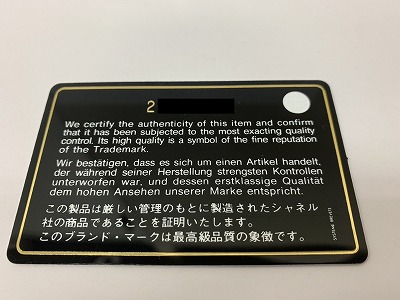 2
We certify the authenticity of this item and confirm
that it has been subjected to the most exacting quality
control. Its high quality is a symbol of the fine reputation
of the Trademark.
Wir bestätigen, dass es sich um einen Artikel handelt,
der während seiner Herstellung strengsten Kontrollen
unterworfen war, und dessen erstklassige Qualität
dem hohen Ansehen unserer Marke entspricht.
この製品は厳しい管理のもとに製造されたシャネル
社の商品であることを証明いたします。
このブランド・マークは最高級品質の象徴です。